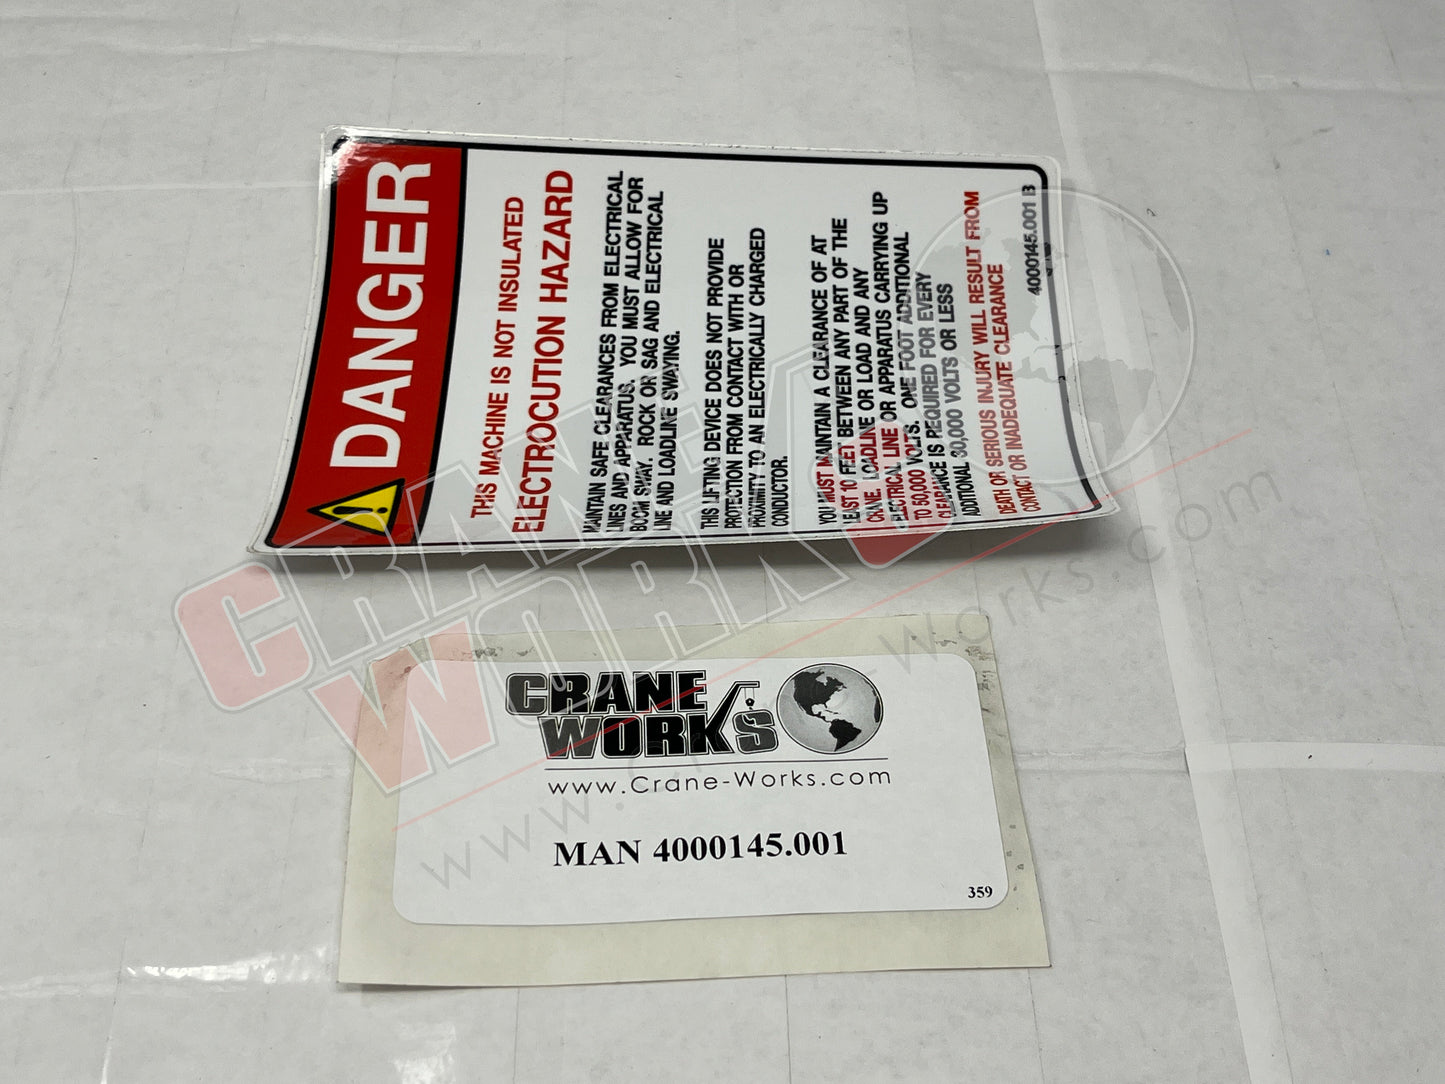 DANGER
THIS MACHINE IS NOT INSULATED
ELECTROCUTION HAZARD
MAINTAIN SAFE CLEARANCES FROM ELECTRICAL
LINES AND APPARATUS. YOU MUST ALLOW FOR
BOOM SWAY. ROCK OR SAG AND ELECTRICAL
LINE AND LOADLINE SWAYING.
THIS LIFTING DEVICE DOES NOT PROVIDE
PROTECTION FROM CONTACT WITH OR
PROXIMITY TO AN ELECTRICALLY CHARGED
CONDUCTOR.
YOU MUST MAINTAIN A CLEARANCE OF AT
LEAST 10 FEET BETWEEN ANY PART OF THE
CRANE. LOADLINE OR LOAD AND ANY
ELECTRICAL LINE OR APPARATUS CARRYING UP
TO 50,000 VOLTS. ONE FOOT ADDITIONAL
CLEARANCE IS REQUIRED FOR EVERY
ADDITIONAL 30,000 VOLTS OR LESS
DEATH OR SERIOUS INJURY WILL RESULT FROM
CONTACT OR INADEQUATE CLEARANCE
4000145.001 B
CRANE
WORKS
www.Crane-Works.com
CRANE
WORKS
www.Crane-Works.com
MAN 4000145.001
359